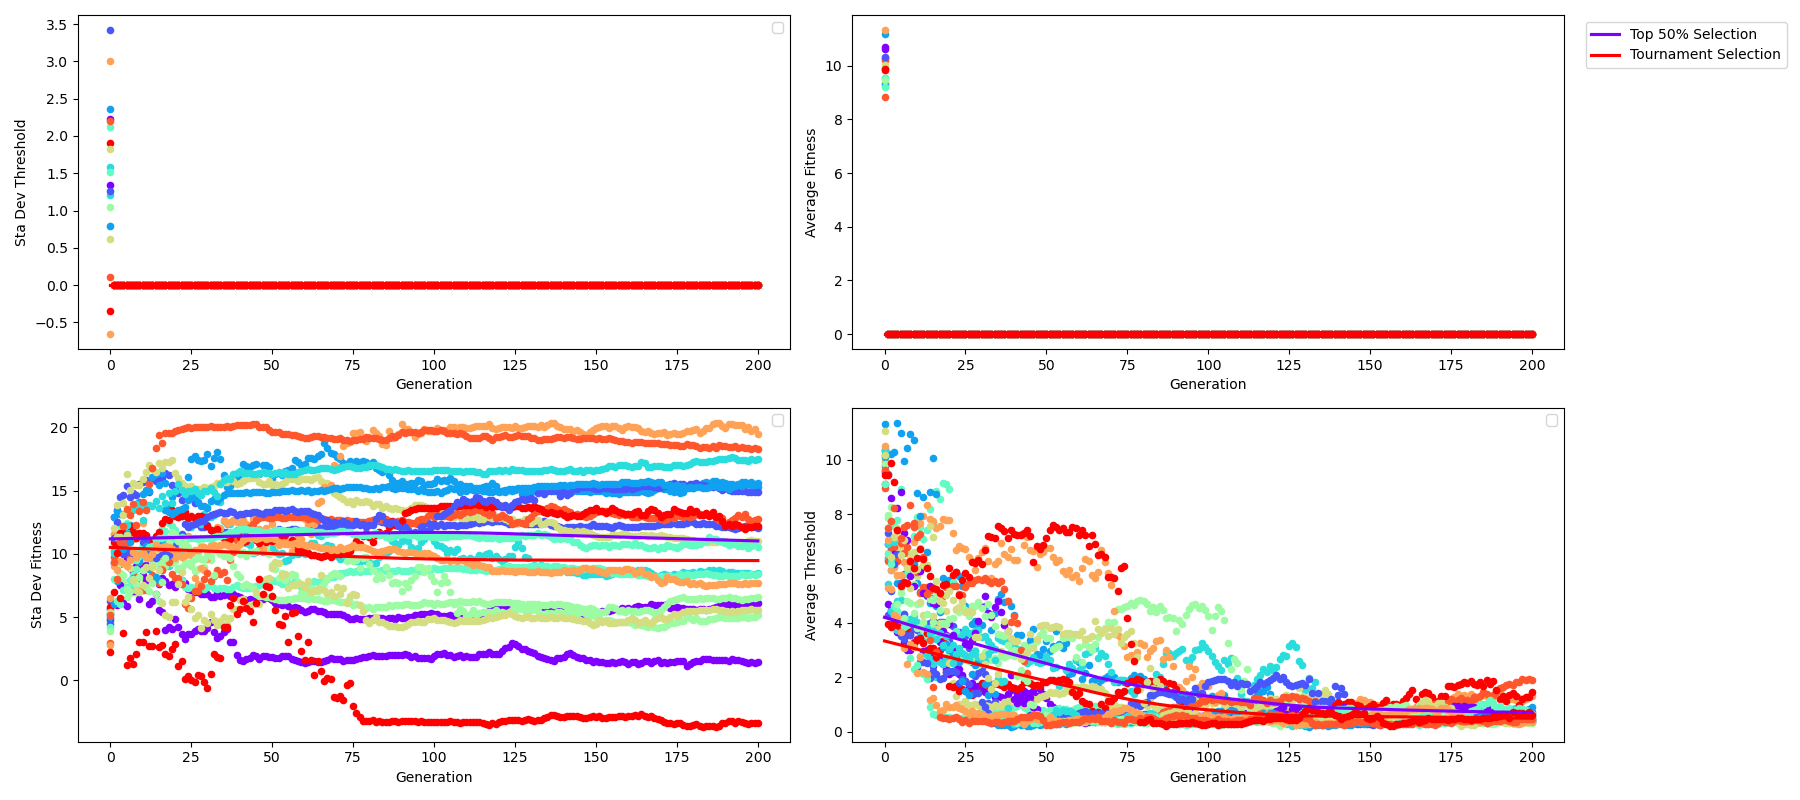 3.5
3.0
2.5
2.0
1.5
1.0
0.5
0.0
−0.5
Sta Dev Threshold
0 25 50 75 100 125 150 175 200
Generation
10
8
6
4
2
0
Average Fitness
0 25 50 75 100 125 150 175 200
Generation
Top 50% Selection
Tournament Selection
20
15
10
5
0
Sta Dev Fitness
0 25 50 75 100 125 150 175 200
Generation
10
8
6
4
2
0
Average Threshold
0 25 50 75 100 125 150 175 200
Generation